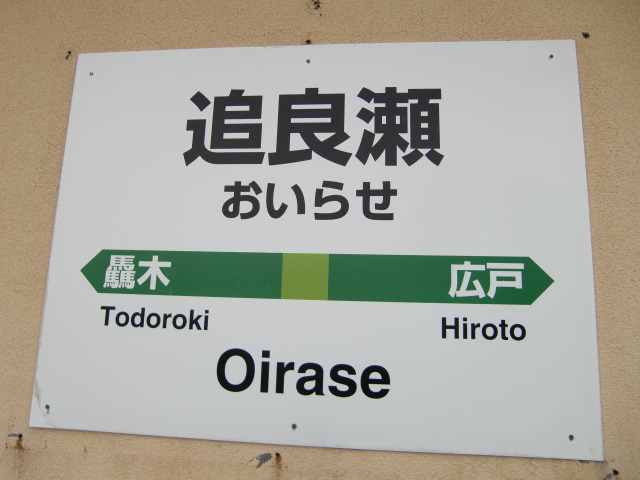 追良瀬
おいらせ
驫木 広戸
Todoroki Hiroto
Oirase